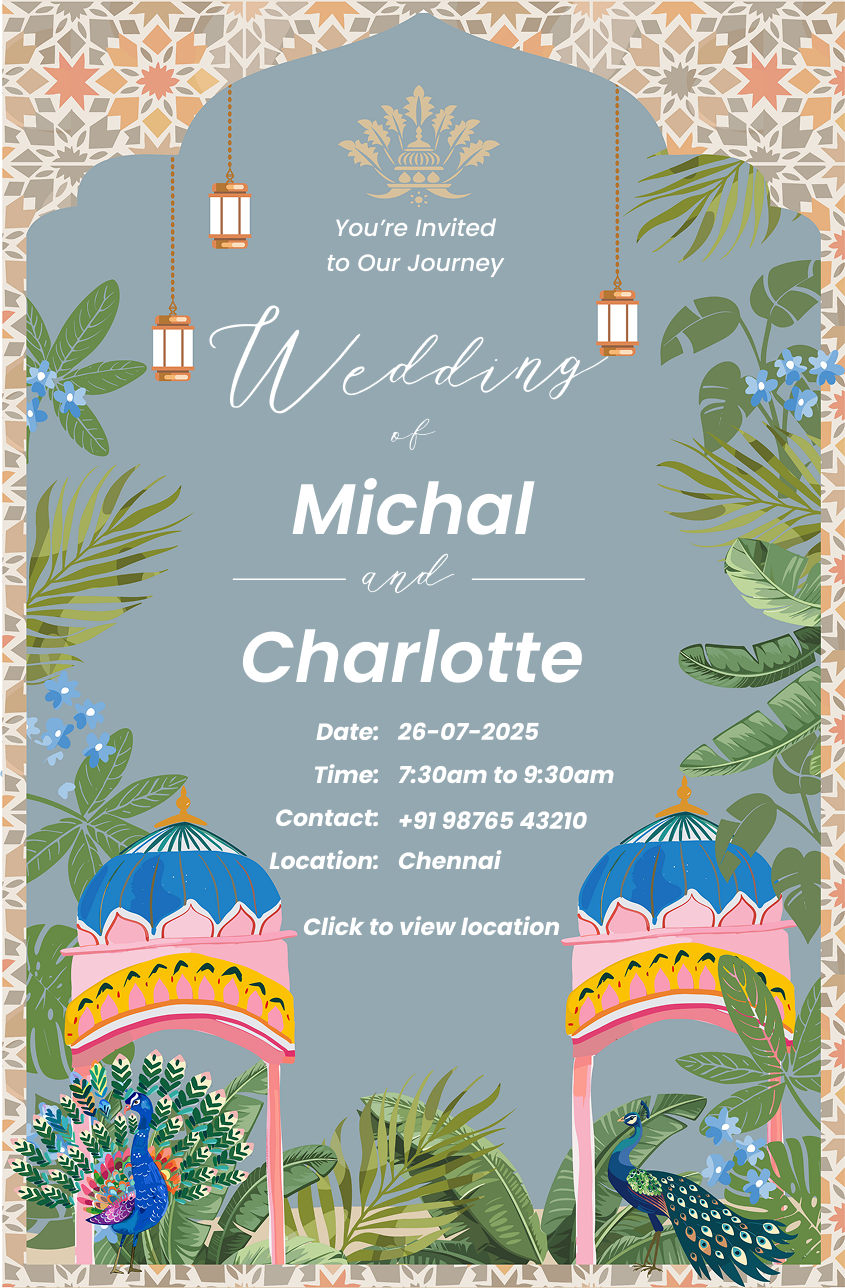 You’re Invited
to Our Journey
Wedding
of
Michal
and
Charlotte
Date: 26-07-2025
Time: 7:30am to 9:30am
Contact: +91 98765 43210
Location: Chennai
Click to view location